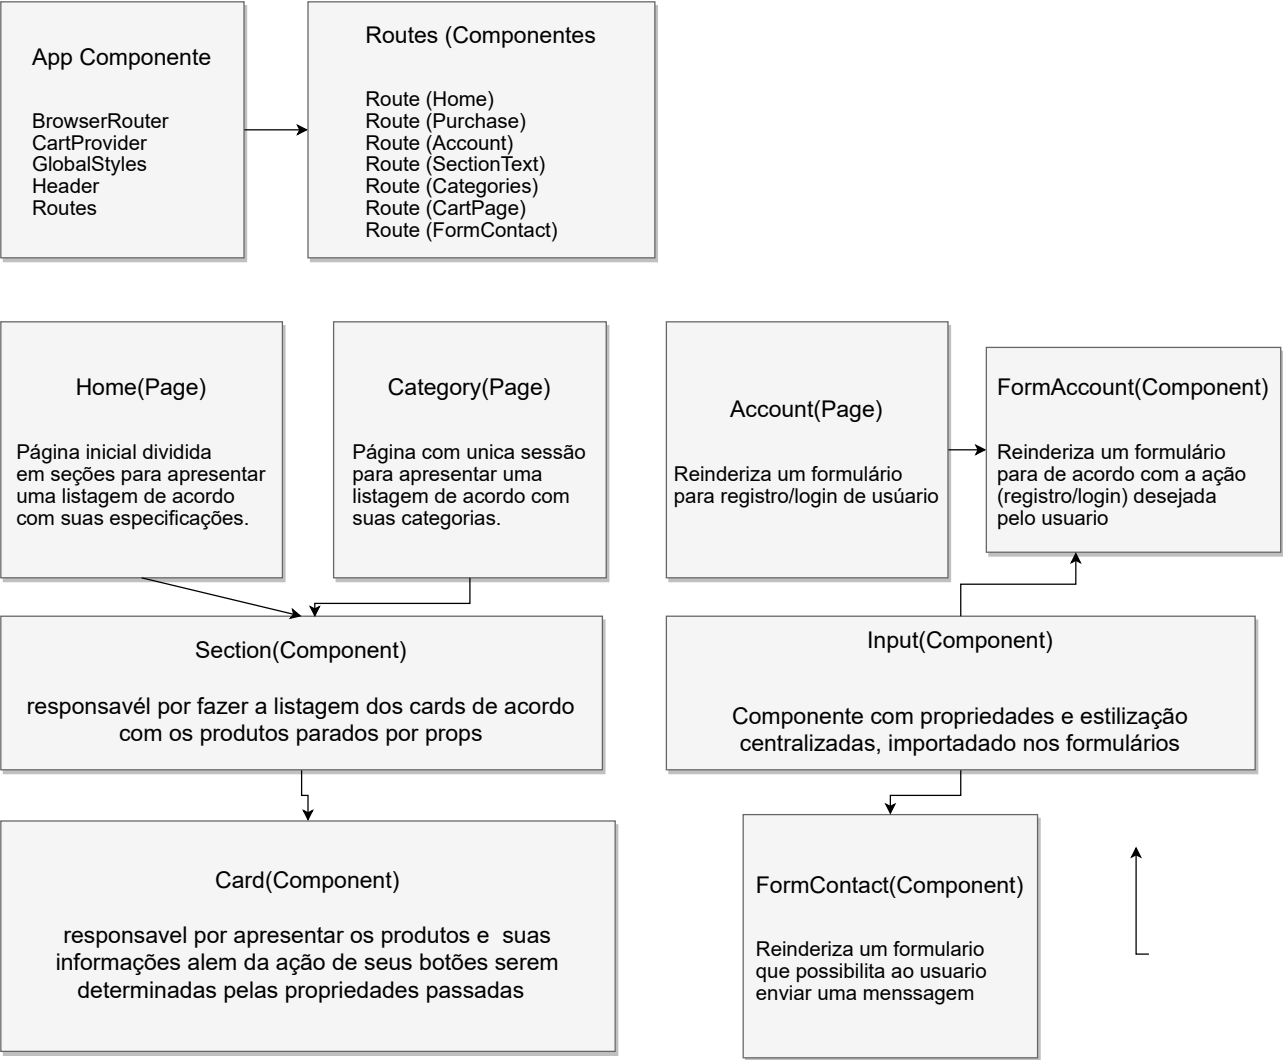 App Componente
BrowserRouter
CartProvider
GlobalStyles
Header
Routes
Routes (Componentes
Route (Home)
Route (Purchase)
Route (Account)
Route (SectionText)
Route (Categories)
Route (CartPage)
Route (FormContact)
Home(Page)
Página inicial dividida
em seções para apresentar
uma listagem de acordo
com suas especificações.
Category(Page)
Página com unica sessão
para apresentar uma
listagem de acordo com
suas categorias.
Account(Page)
Reinderiza um formulário
para registro/login de usúario
FormAccount(Component)
Reinderiza um formulário
para de acordo com a ação
(registro/login) desejada
pelo usuario
Section(Component)
responsavél por fazer a listagem dos cards de acordo
com os produtos parados por props
Input(Component)
Componente com propriedades e estilização
centralizadas, importadado nos formulários
Card(Component)
responsavel por apresentar os produtos e  suas
informações alem da ação de seus botões serem
determinadas pelas propriedades passadas
FormContact(Component)
Reinderiza um formulario
que possibilita ao usuario
enviar uma menssagem